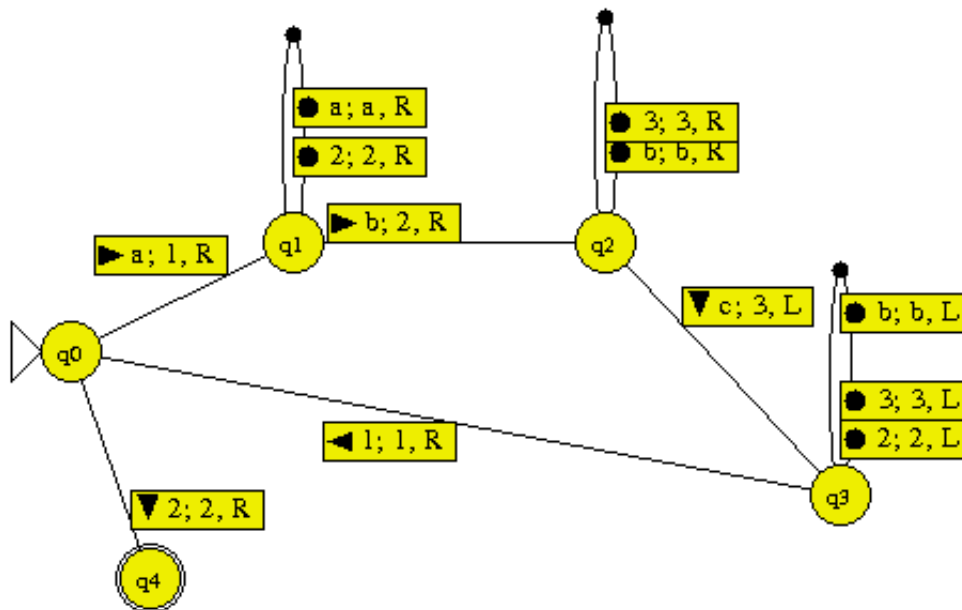 a; a, R
3; 3, R
2; 2, R
b; b, R
b; 2, R
q1
q2
a; 1, R
c; 3, L
b; b, L
q0
3; 3, L
1; 1, R
2; 2, L
q3
2; 2, R
q4